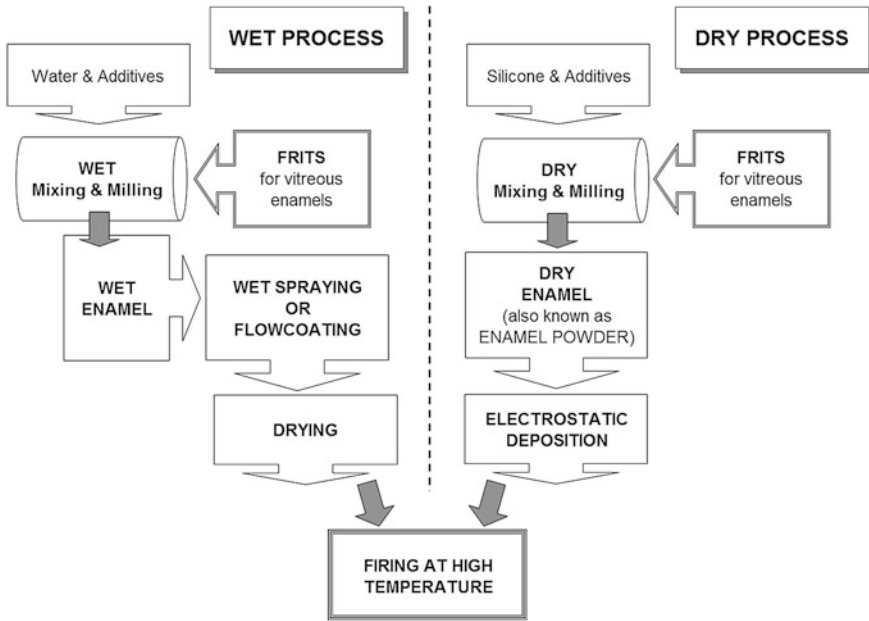 WET PROCESS
Water & Additives
WET
Mixing & Milling
FRITS
for vitreous
enamels
WET
ENAMEL
WET SPRAYING
OR
FLOWCOATING
DRYING
DRY PROCESS
Silicone & Additives
DRY
Mixing & Milling
FRITS
for vitreous
enamels
DRY
ENAMEL
(also known as
ENAMEL POWDER)
ELECTROSTATIC
DEPOSITION
FIRING AT HIGH
TEMPERATURE